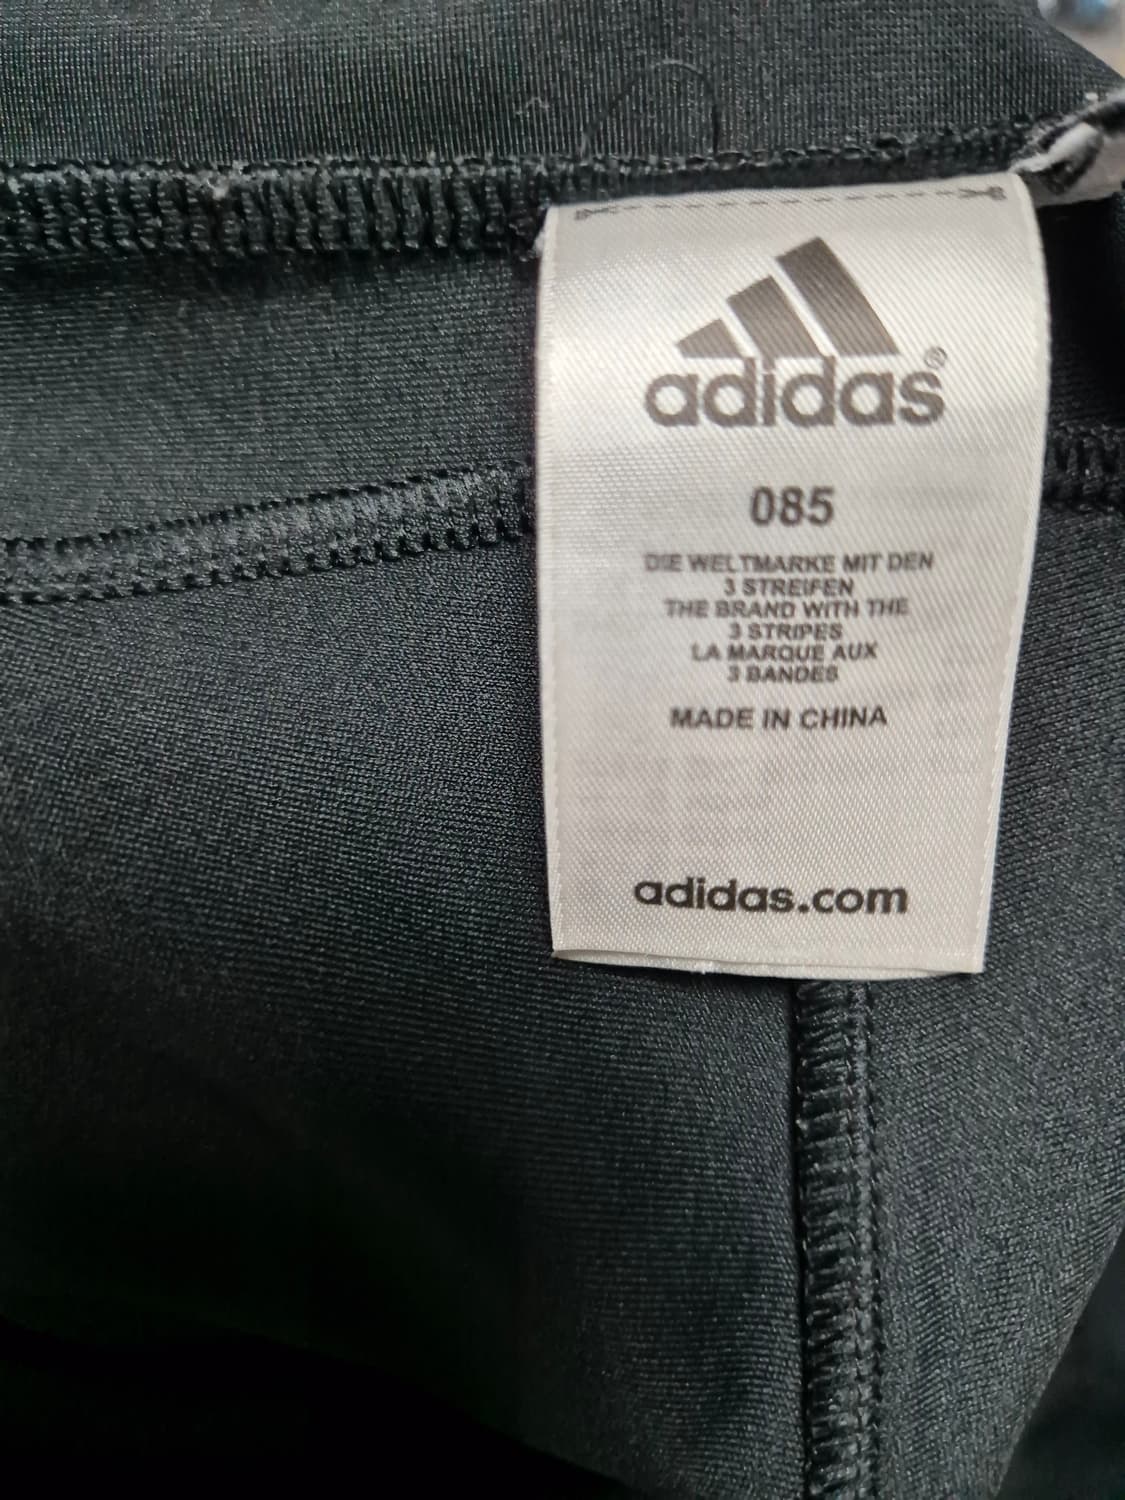 adidas®
085
DIE WELTMARKE MIT DEN
3 STREIFEN
THE BRAND WITH THE
3 STRIPES
LA MARQUE AUX
3 BANDES
MADE IN CHINA
adidas.com